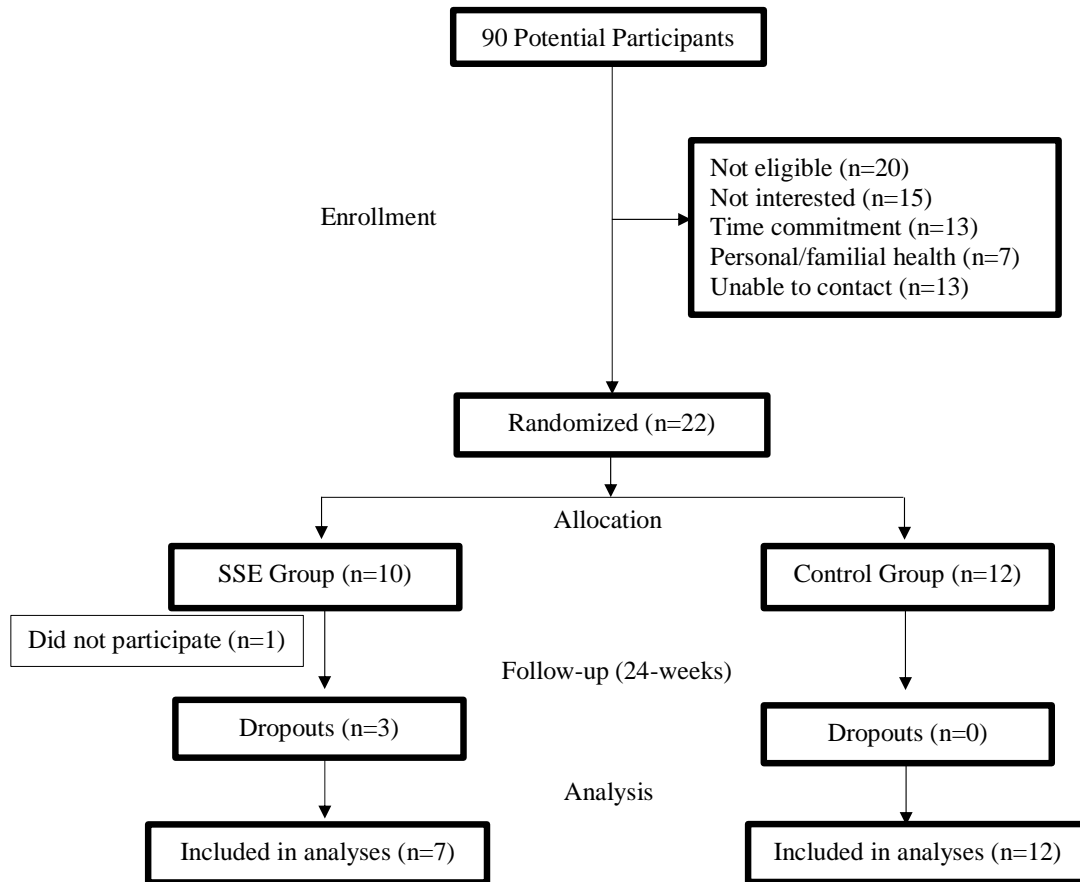 90 Potential Participants
Not eligible (n=20)
Not interested (n=15)
Time commitment (n=13)
Personal/familial health (n=7)
Unable to contact (n=13)
Enrollment
Randomized (n=22)
Allocation
SSE Group (n=10)
Control Group (n=12)
Did not participate (n=1)
Follow-up (24-weeks)
Dropouts (n=3)
Dropouts (n=0)
Analysis
Included in analyses (n=7)
Included in analyses (n=12)